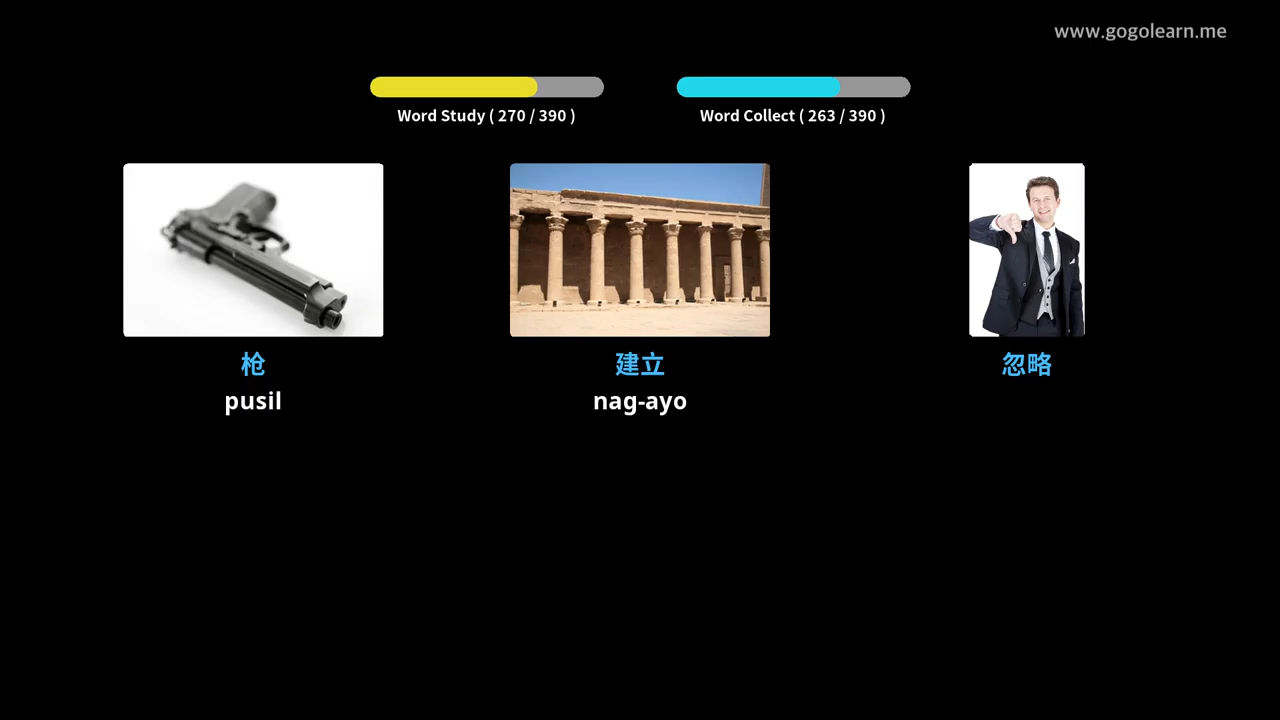 www.gogolearn.me
Word Study ( 270 / 390 )
Word Collect ( 263 / 390 )
枪
pusil
建立
nag-ayo
忽略